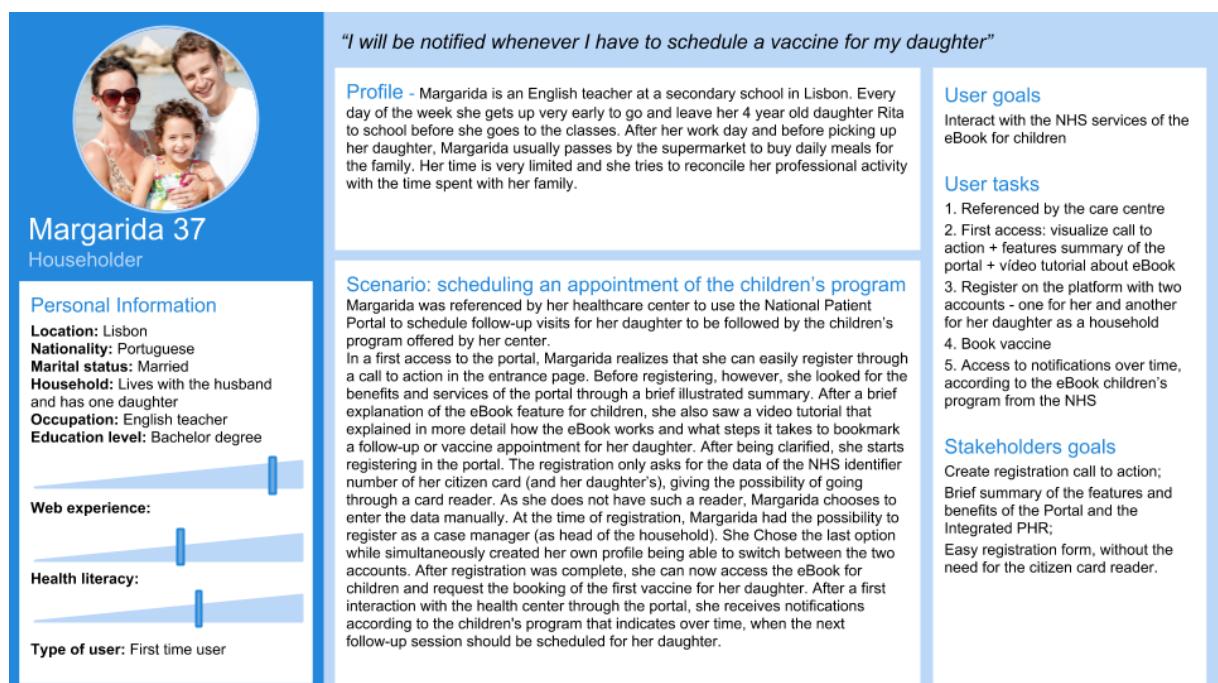 “I will be notified whenever I have to schedule a vaccine for my daughter”
Margarida 37
Householder
Personal Information
Location: Lisbon
Nationality: Portuguese
Marital status: Married
Household: Lives with the husband
and has one daughter
Occupation: English teacher
Education level: Bachelor degree
Web experience:
Health literacy:
Type of user: First time user
Profile - Margarida is an English teacher at a secondary school in Lisbon. Every
day of the week she gets up very early to go and leave her 4 year old daughter Rita
to school before she goes to the classes. After her work day and before picking up
her daughter, Margarida usually passes by the supermarket to buy daily meals for
the family. Her time is very limited and she tries to reconcile her professional activity
with the time spent with her family.
Scenario: scheduling an appointment of the children’s program
Margarida was referenced by her healthcare center to use the National Patient
Portal to schedule follow-up visits for her daughter to be followed by the children’s
program offered by her center.
In a first access to the portal, Margarida realizes that she can easily register through
a call to action in the entrance page. Before registering, however, she looked for the
benefits and services of the portal through a brief illustrated summary. After a brief
explanation of the eBook feature for children, she also saw a video tutorial that
explained in more detail how the eBook works and what steps it takes to bookmark
a follow-up or vaccine appointment for her daughter. After being clarified, she starts
registering in the portal. The registration only asks for the data of the NHS identifier
number of her citizen card (and her daughter’s), giving the possibility of going
through a card reader. As she does not have such a reader, Margarida chooses to
enter the data manually. At the time of registration, Margarida had the possibility to
register as a case manager (as head of the household). She Chose the last option
while simultaneously created her own profile being able to switch between the two
accounts. After registration was complete, she can now access the eBook for
children and request the booking of the first vaccine for her daughter. After a first
interaction with the health center through the portal, she receives notifications
according to the children's program that indicates over time, when the next
follow-up session should be scheduled for her daughter.
User goals
Interact with the NHS services of the
eBook for children
User tasks
1. Referenced by the care centre
2. First access: visualize call to
action + features summary of the
portal + vídeo tutorial about eBook
3. Register on the platform with two
accounts - one for her and another
for her daughter as a household
4. Book vaccine
5. Access to notifications over time,
according to the eBook children’s
program from the NHS
Stakeholders goals
Create registration call to action;
Brief summary of the features and
benefits of the Portal and the
Integrated PHR;
Easy registration form, without the
need for the citizen card reader.